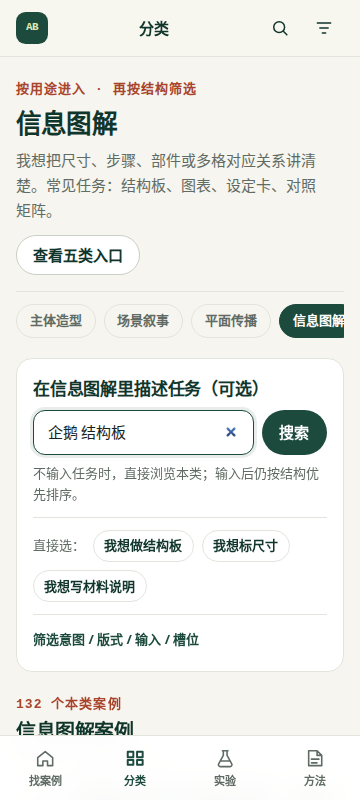 AB
分类
按用途进入 · 再按结构筛选
信息图解
我想把尺寸、步骤、部件或多格对应关系讲清
楚。常见任务：结构板、图表、设定卡、对照
矩阵。
查看五类入口
主体造型 场景叙事 平面传播 信息图解
在信息图解里描述任务（可选）
企鹅 结构板 × 搜索
不输入任务时，直接浏览本类；输入后仍按结构优
先排序。
直接选： 我想做结构板 我想标尺寸
我想写材料说明
筛选意图 / 版式 / 输入 / 槽位
132 个本类案例
信息图解案例
找案例 分类 实验 方法